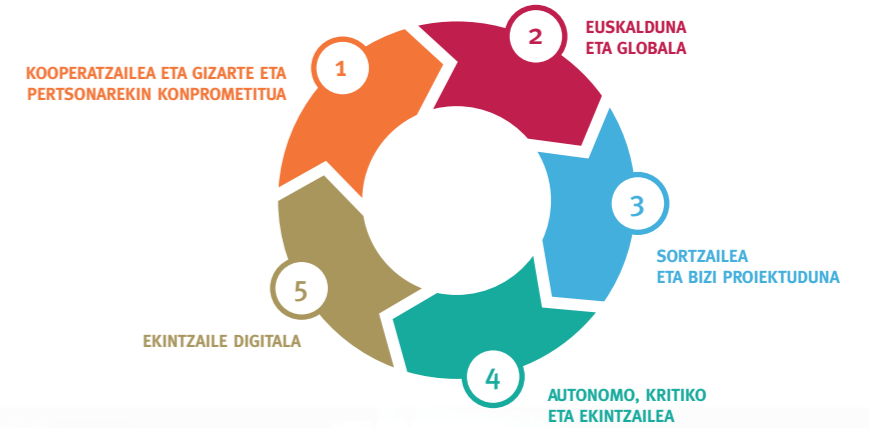 1
KOOPERATZAILEA ETA GIZARTE ETA
PERTSONAREKIN KONPROMETITUA
2
EUSKALDUNA
ETA GLOBALA
3
SORTZAILEA
ETA BIZI PROIEKTUDUNA
4
AUTONOMO, KRITIKO
ETA EKINTZAILEA
5
EKINTZAILE DIGITALA